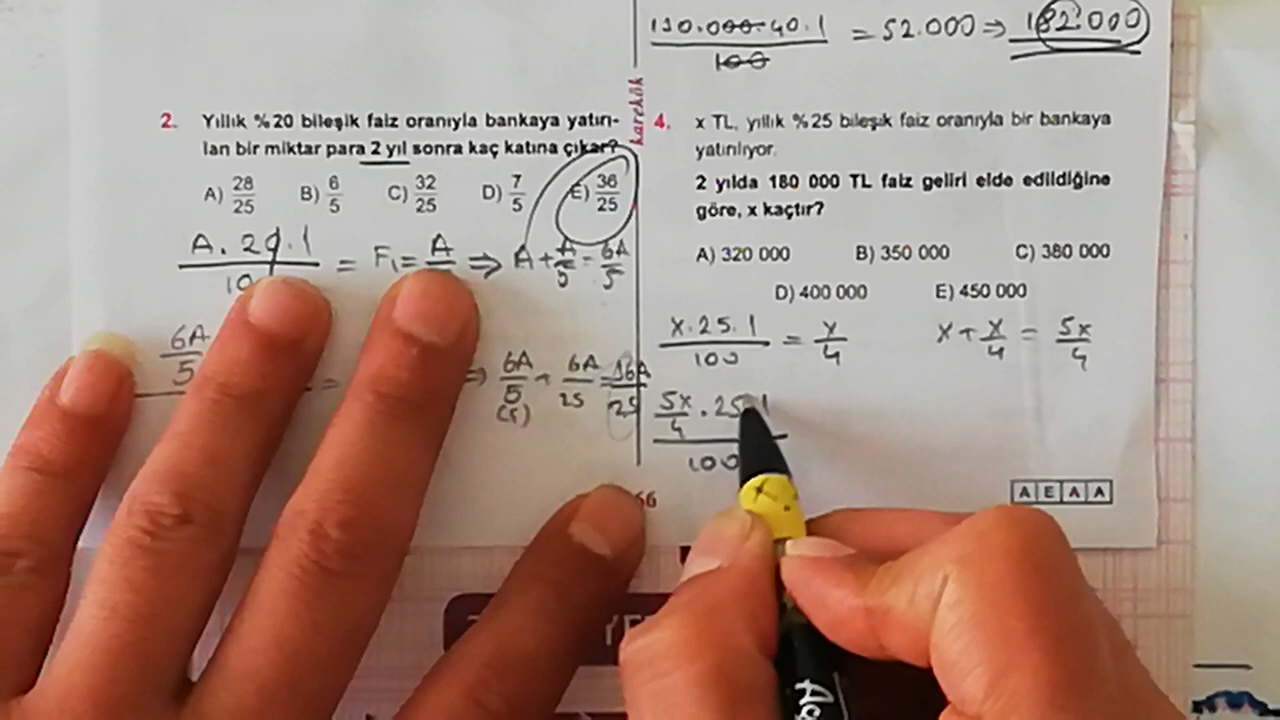 130.000.40.1 / 100 = 52.000 ⇒ 182.000
2. Yıllık %20 bileşik faiz oranıyla bankaya yatırı-
lan bir miktar para 2 yıl sonra kaç katına çıkar?
A) 28/25 B) 6/5 C) 32/25 D) 7/5 E) 36/25
A.20.1 / 10 = F₁ = A ⇒ A + A/5 = 6A/5
6A/5 = ⇒ 6A/5 (5) + 6A/25 = 36A/25
karekök
4. x TL, yıllık %25 bileşik faiz oranıyla bir bankaya
yatırılıyor.
2 yılda 180 000 TL faiz geliri elde edildiğine
göre, x kaçtır?
A) 320 000 B) 350 000 C) 380 000
D) 400 000 E) 450 000
x.25.1 / 100 = x/4 x + x/4 = 5x/4
5x/4 . 25.1 / 100
66
A E A A